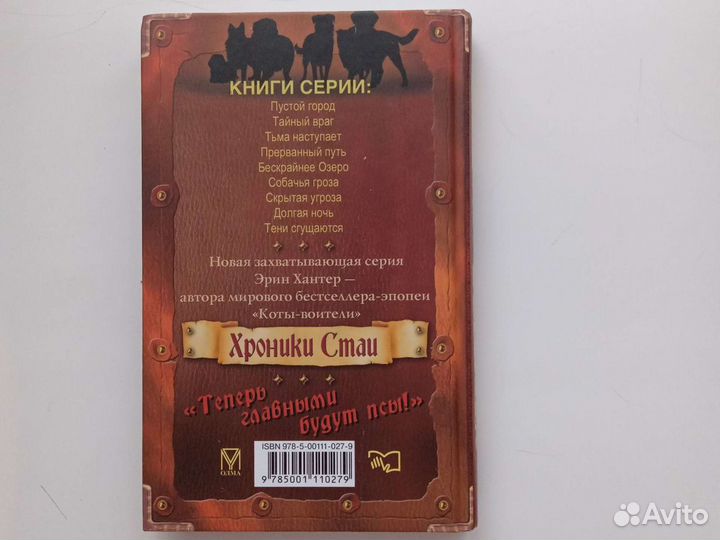 КНИГИ СЕРИИ:
Пустой город
Тайный враг
Тьма наступает
Прерванный путь
Бескрайнее Озеро
Собачья гроза
Скрытая угроза
Долгая ночь
Тени сгущаются
Новая захватывающая серия
Эрин Хантер —
автора мирового бестселлера-эпопеи
«Коты-воители»
Хроники Стаи
«Теперь
главными
будут псы!»
ISBN 978-5-00111-027-9
9 785001 110279
ОЛМА
Avito